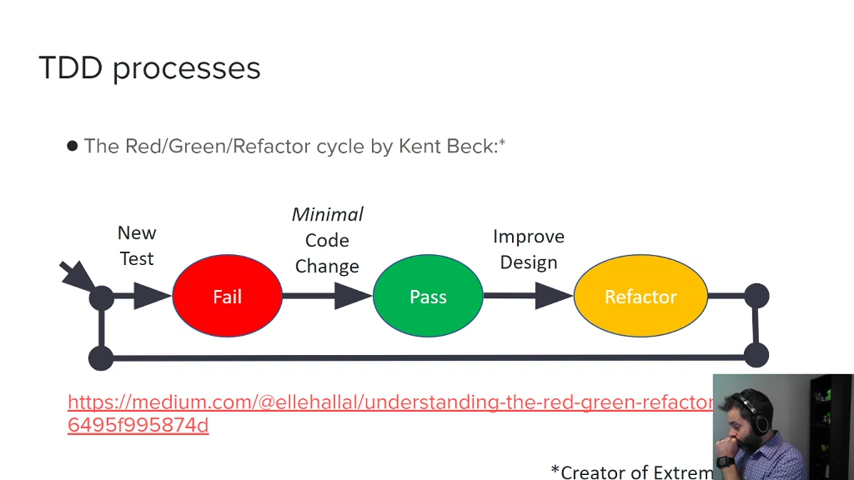 TDD processes
● The Red/Green/Refactor cycle by Kent Beck:*
New
Test
Minimal
Code
Change
Improve
Design
Fail
Pass
Refactor
https://medium.com/@ellehallal/understanding-the-red-green-refactor
6495f995874d
*Creator of Extrem